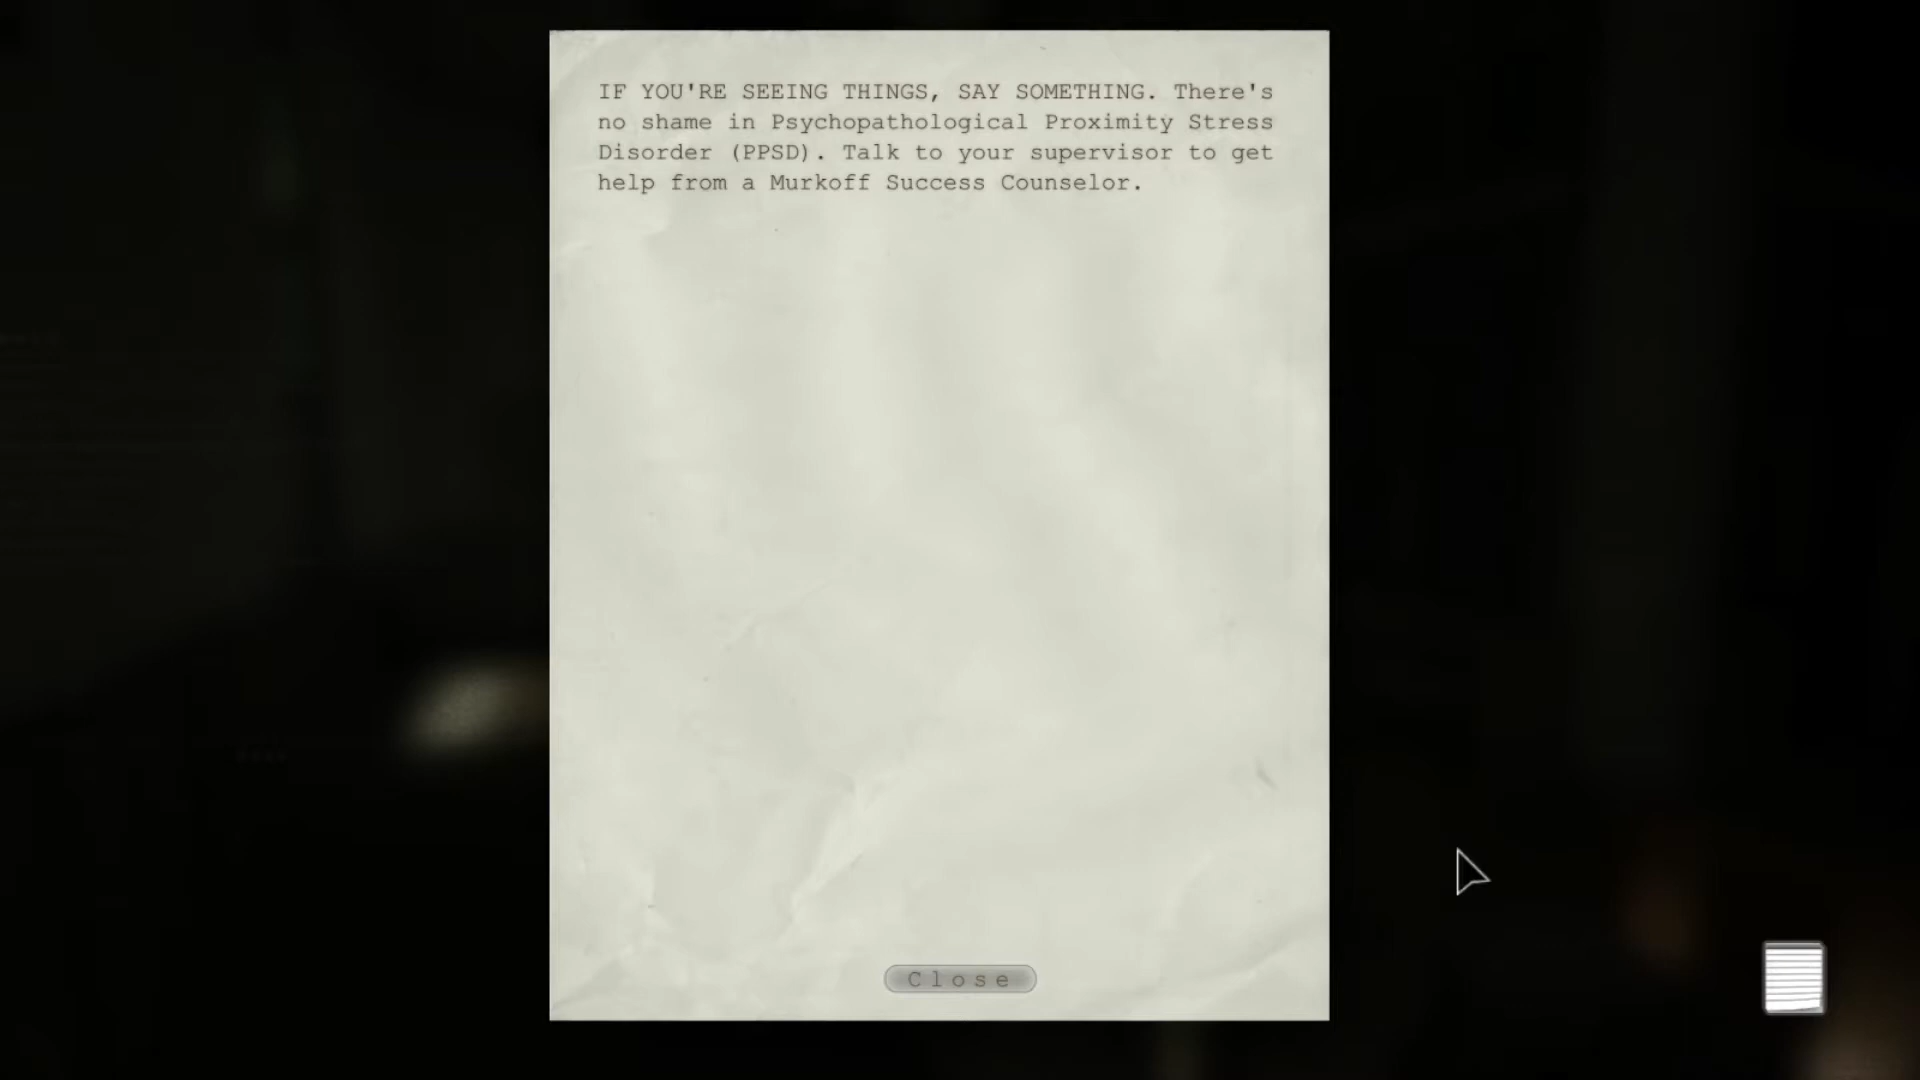 IF YOU'RE SEEING THINGS, SAY SOMETHING. There's
no shame in Psychopathological Proximity Stress
Disorder (PPSD). Talk to your supervisor to get
help from a Murkoff Success Counselor.
Close